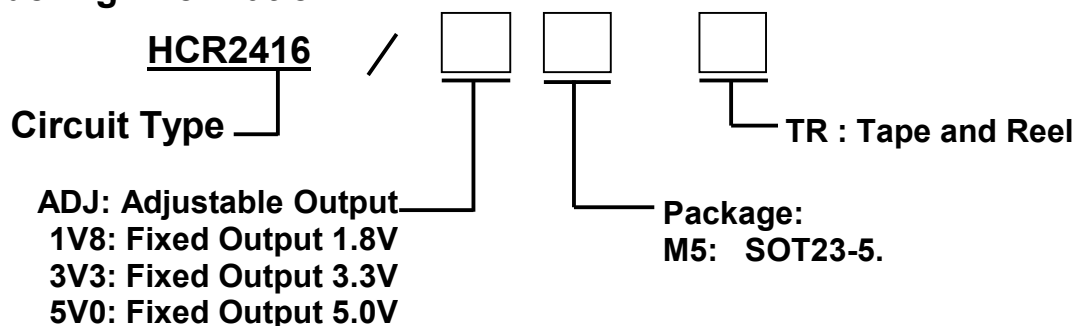 HCR2416 /
Circuit Type
TR : Tape and Reel
ADJ: Adjustable Output
1V8: Fixed Output 1.8V
3V3: Fixed Output 3.3V
5V0: Fixed Output 5.0V
Package:
M5: SOT23-5.